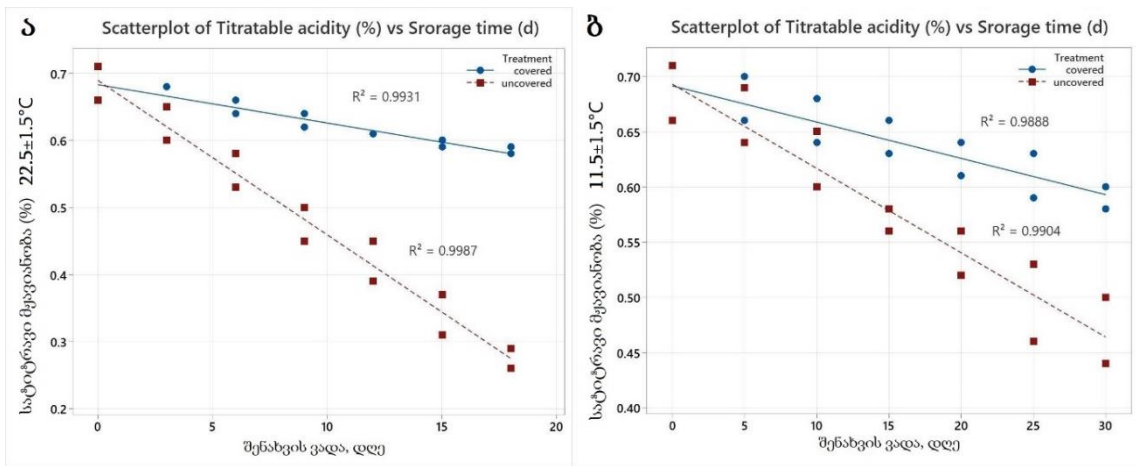 ა
Scatterplot of Titratable acidity (%) vs Srorage time (d)
სატიტრავი მჟავიანობა (%) 22.5±1.5°C
0.7
0.6
0.5
0.4
0.3
0.2
Treatment
covered
uncovered
R² = 0.9931
R² = 0.9987
0
5
10
15
20
შენახვის ვადა, დღე
ბ
Scatterplot of Titratable acidity (%) vs Srorage time (d)
სატიტრავი მჟავიანობა (%) 11.5±1.5°C
0.70
0.65
0.60
0.55
0.50
0.45
0.40
Treatment
covered
uncovered
R² = 0.9888
R² = 0.9904
0
5
10
15
20
25
30
შენახვის ვადა, დღე